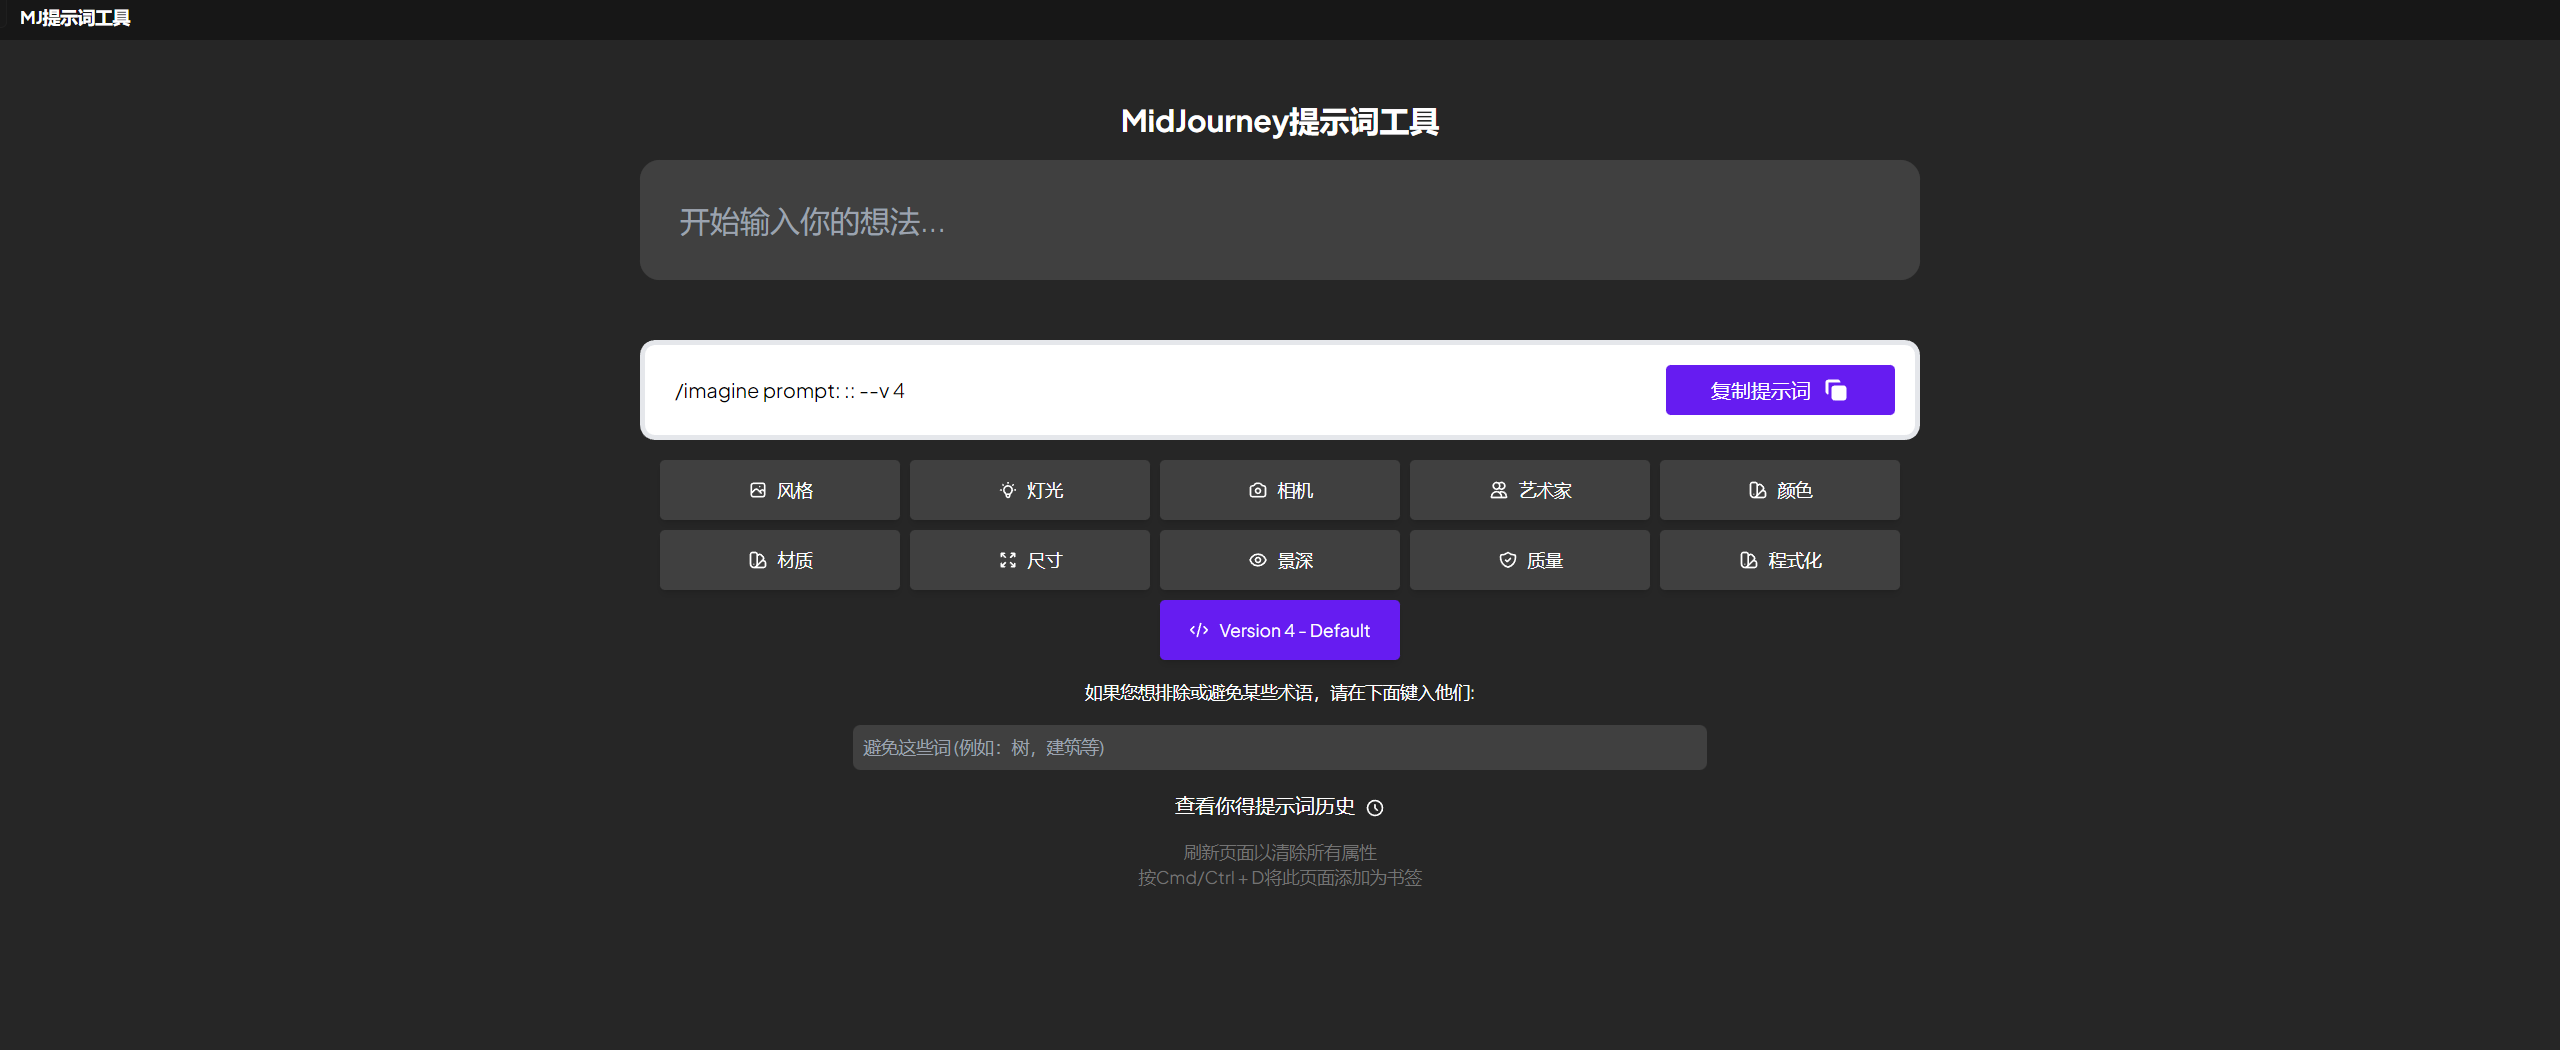 MJ提示词工具
MidJourney提示词工具
开始输入你的想法...
/imagine prompt: :: --v 4
复制提示词
风格
灯光
相机
艺术家
颜色
材质
尺寸
景深
质量
程式化
</> Version 4 - Default
如果您想排除或避免某些术语，请在下面键入他们:
避免这些词 (例如：树，建筑等)
查看你得提示词历史
刷新页面以清除所有属性
按Cmd/Ctrl + D将此页面添加为书签